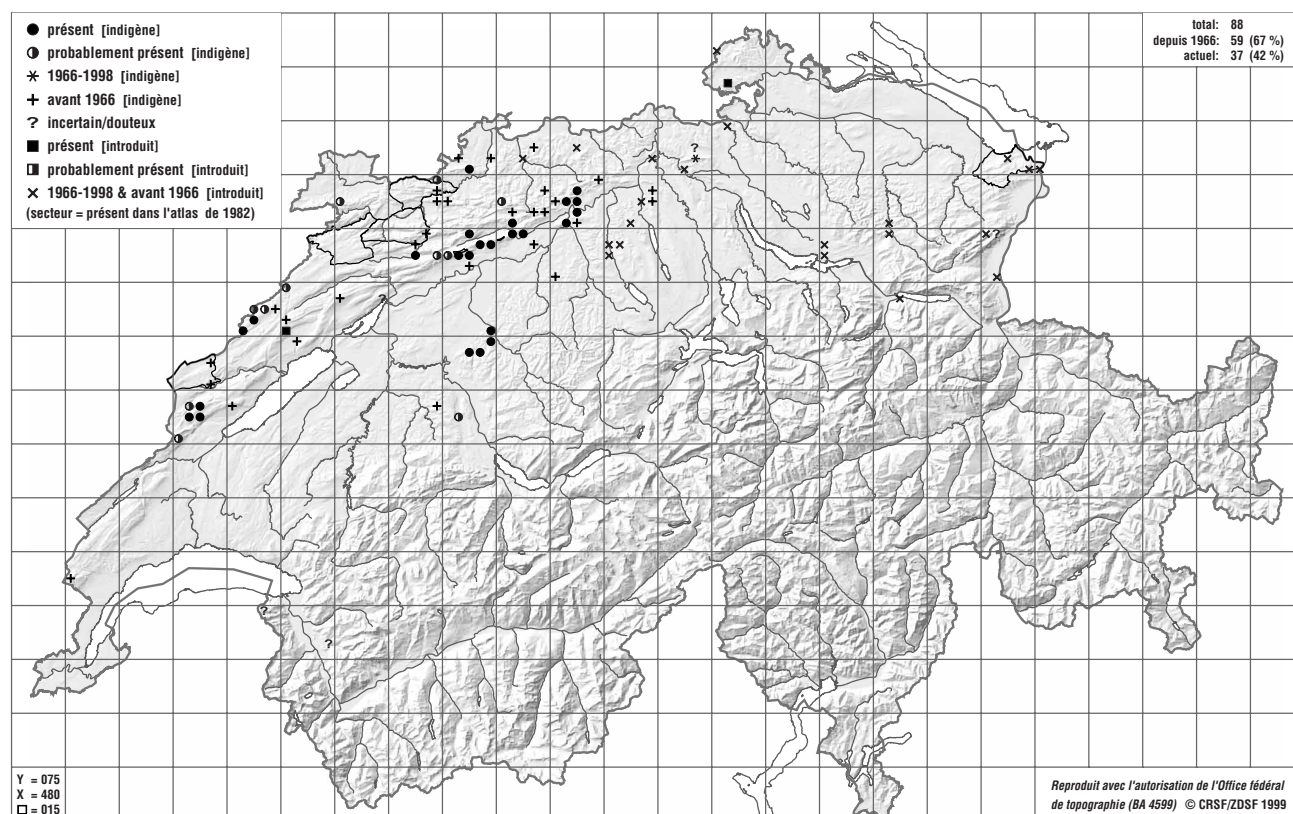 présent [indigène]
probablement présent [indigène]
1966-1998 [indigène]
avant 1966 [indigène]
? incertain/douteux
présent [introduit]
probablement présent [introduit]
1966-1998 & avant 1966 [introduit]
(secteur = présent dans l'atlas de 1982)
total: 88
depuis 1966: 59 (67 %)
actuel: 37 (42 %)
?
?
?
?
?
Y = 075
X = 480
□ = 015
Reproduit avec l'autorisation de l'Office fédéral
de topographie (BA 4599) © CRSF/ZDSF 1999